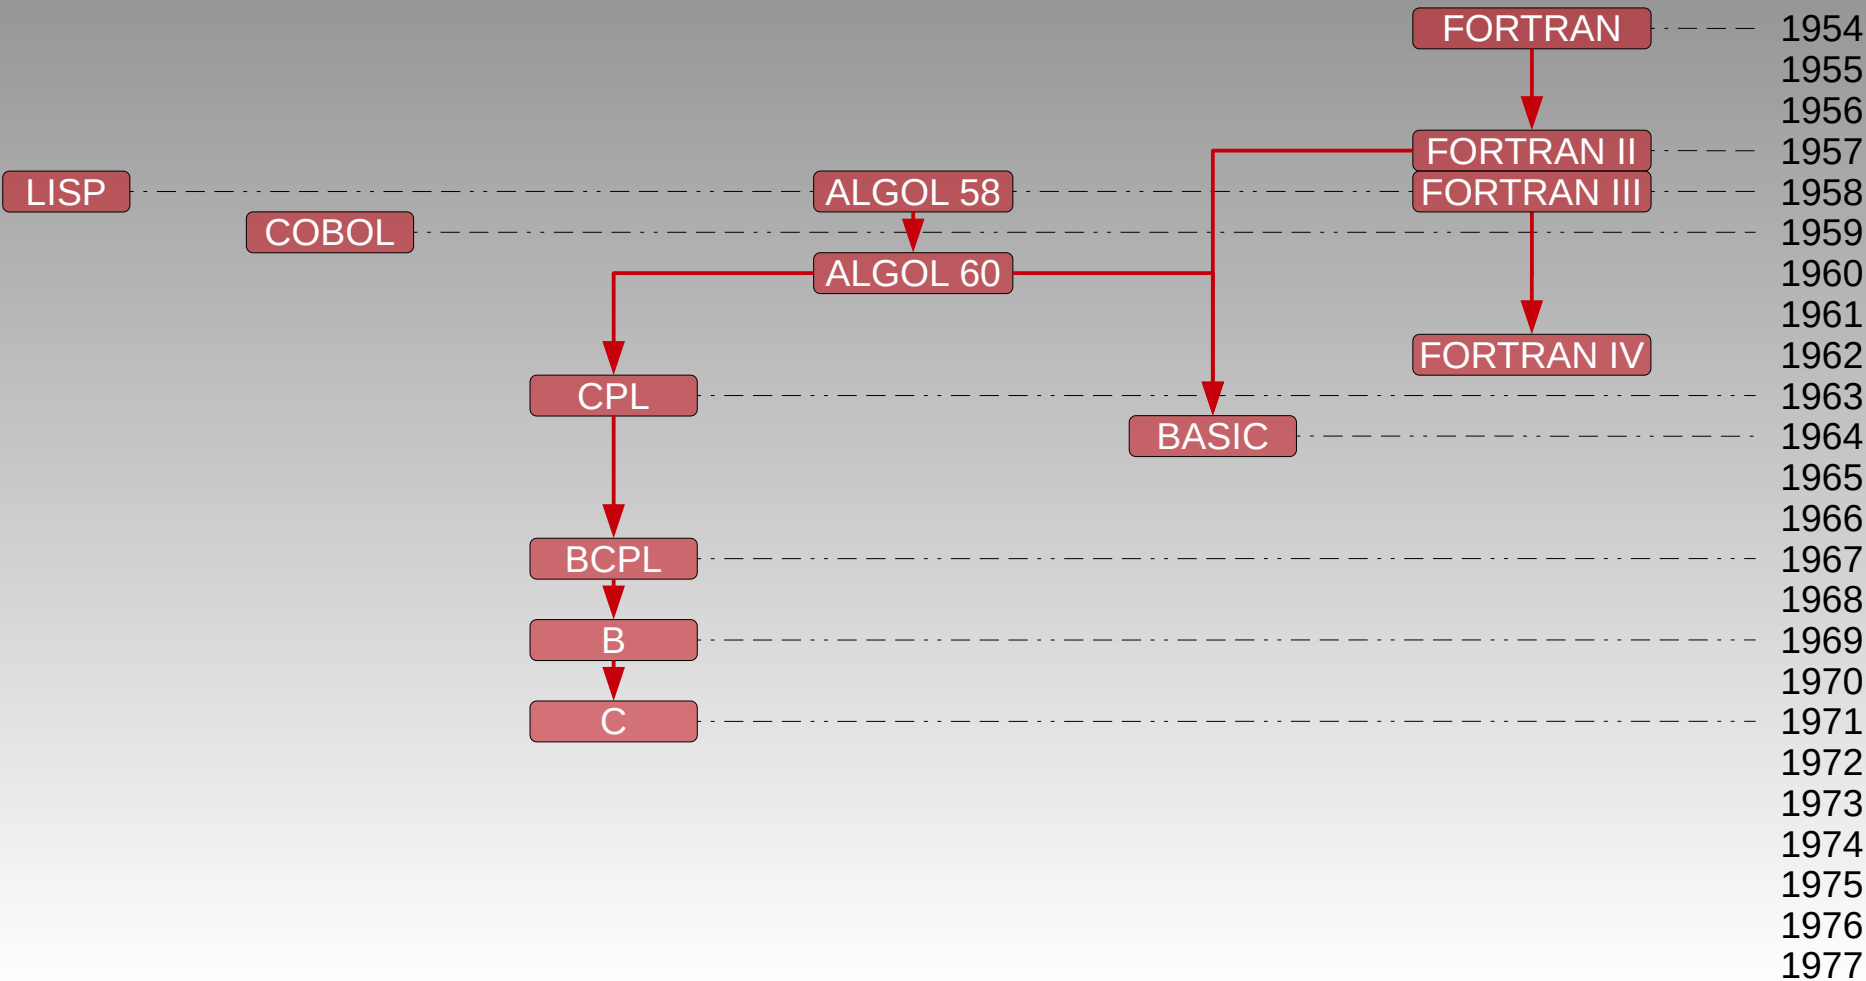 FORTRAN 1954
1955
1956
FORTRAN II 1957
LISP ALGOL 58 FORTRAN III 1958
COBOL 1959
ALGOL 60 1960
1961
FORTRAN IV 1962
CPL 1963
BASIC 1964
1965
1966
BCPL 1967
1968
B 1969
1970
C 1971
1972
1973
1974
1975
1976
1977